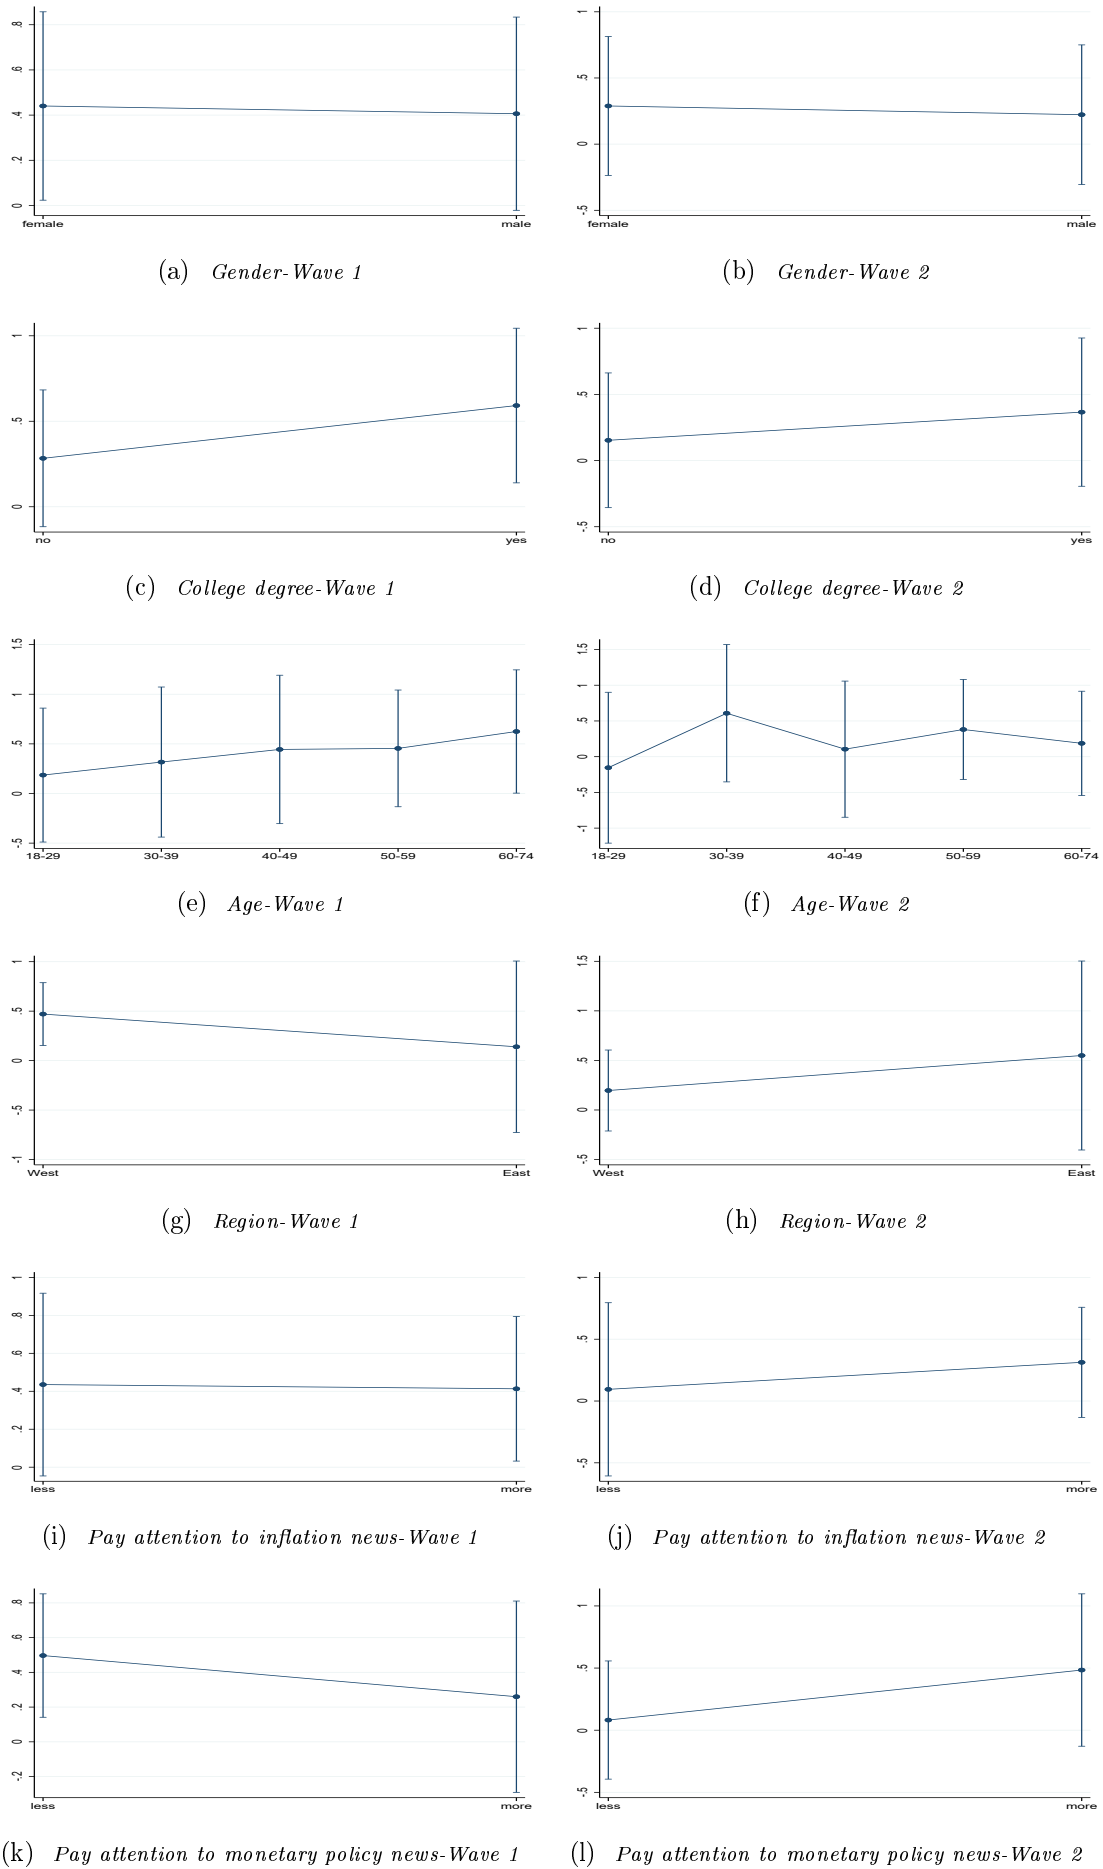 .8
.6
.4
.2
0
female male
(a) Gender-Wave 1
1
.5
0
-.5
female male
(b) Gender-Wave 2
1
.5
0
no yes
(c) College degree-Wave 1
1
.5
0
-.5
no yes
(d) College degree-Wave 2
1.5
1
.5
0
-.5
18-29 30-39 40-49 50-59 60-74
(e) Age-Wave 1
1.5
1
.5
0
-.5
-1
18-29 30-39 40-49 50-59 60-74
(f) Age-Wave 2
1
.5
0
-.5
-1
West East
(g) Region-Wave 1
1.5
1
.5
0
-.5
West East
(h) Region-Wave 2
1
.8
.6
.4
.2
0
less more
(i) Pay attention to inflation news-Wave 1
1
.5
0
-.5
less more
(j) Pay attention to inflation news-Wave 2
.8
.6
.4
.2
0
-.2
less more
(k) Pay attention to monetary policy news-Wave 1
1
.5
0
-.5
less more
(l) Pay attention to monetary policy news-Wave 2